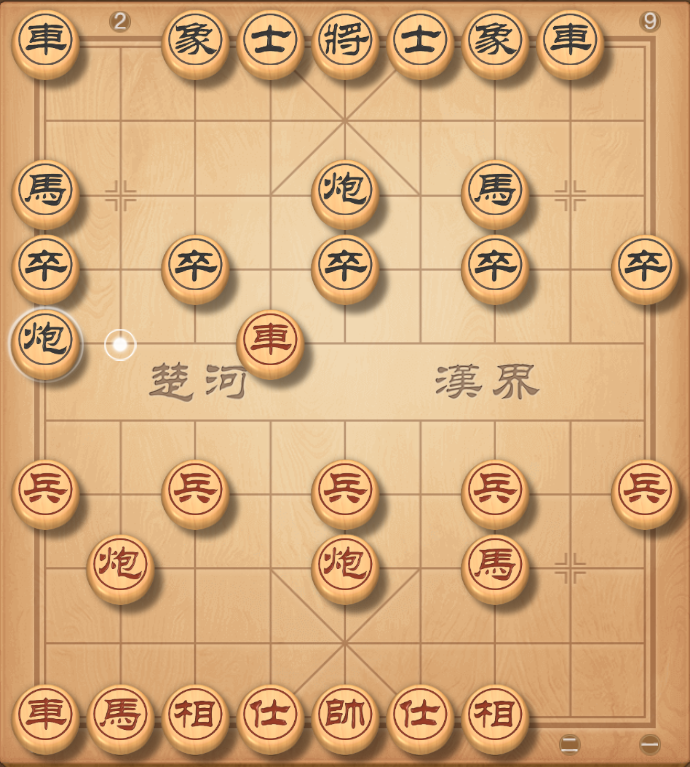 2 9
車 象 士 將 士 象 車
馬 炮 馬
卒 卒 卒 卒 卒
炮 車
楚河 漢界
兵 兵 兵 兵 兵
炮 炮 馬
車 馬 相 仕 帥 仕 相
二 一